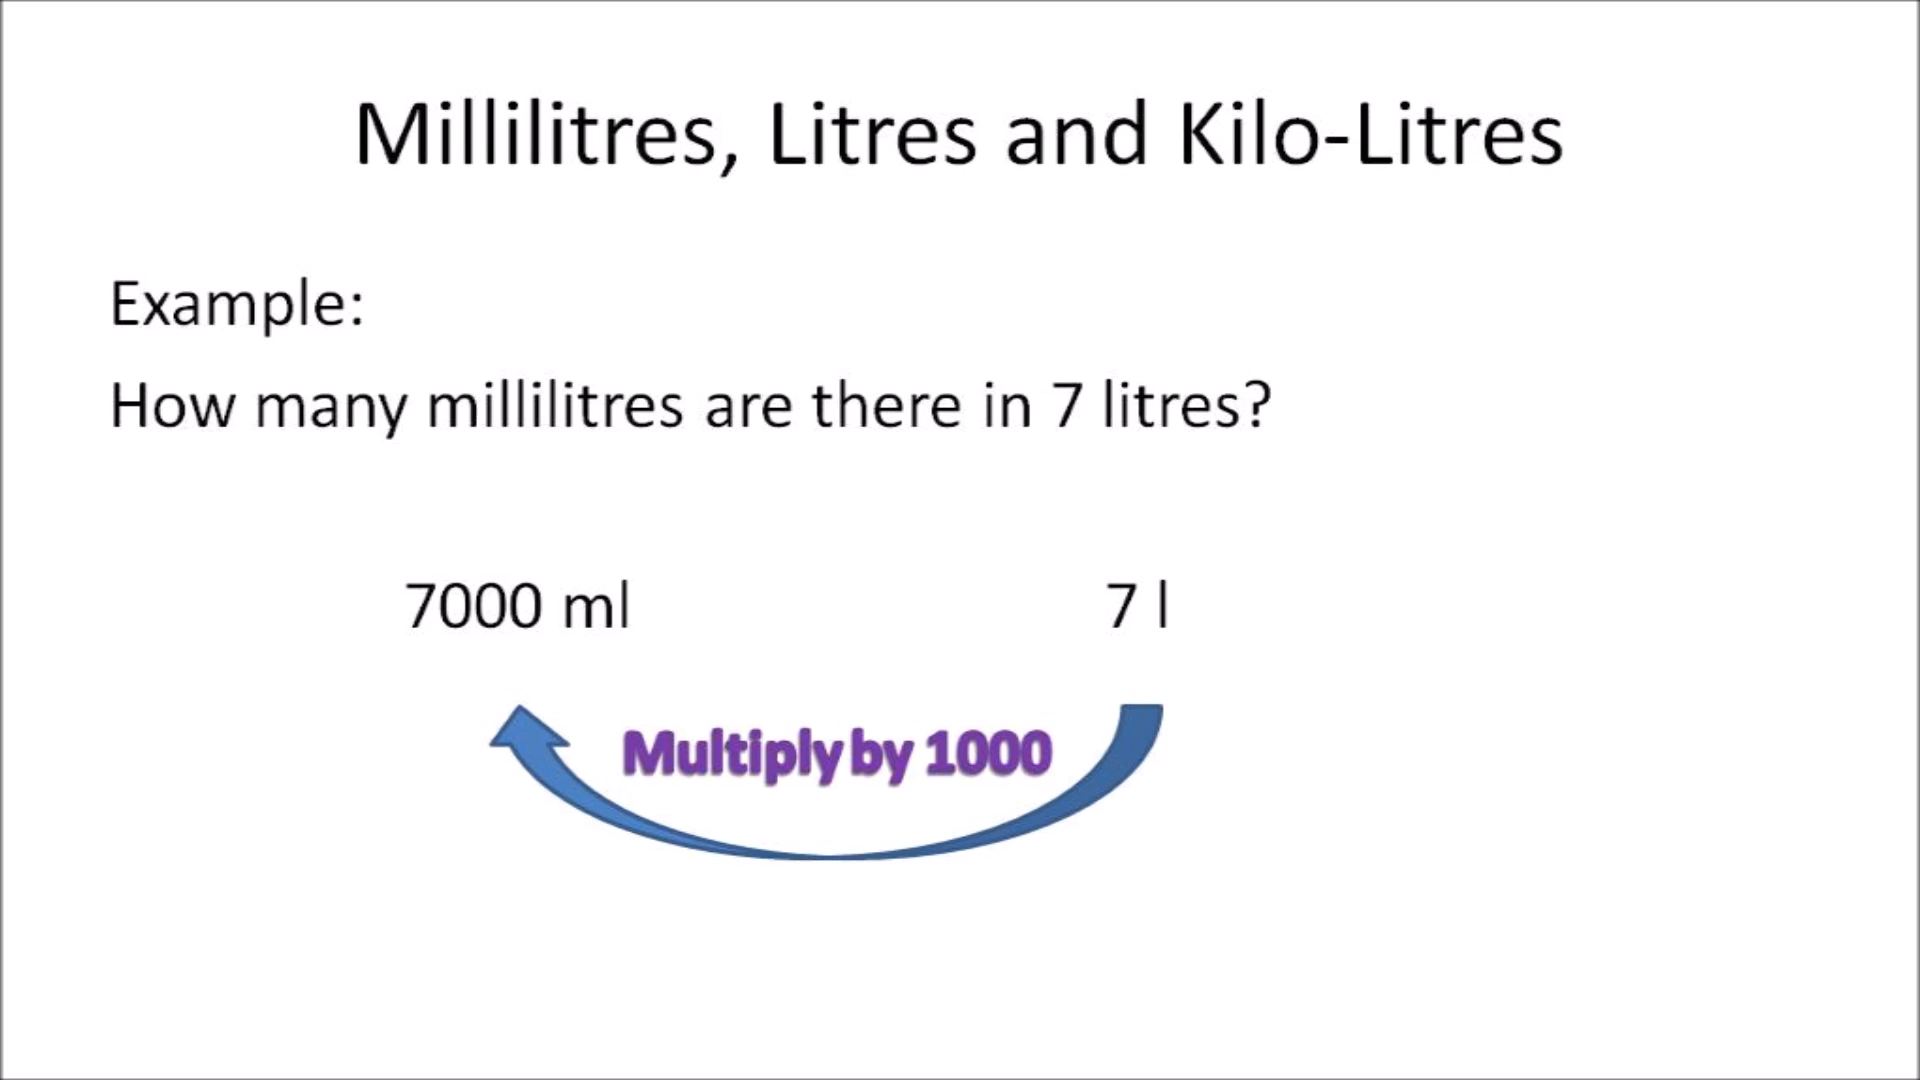 Millilitres, Litres and Kilo-Litres
Example:
How many millilitres are there in 7 litres?
7000 ml 7 l
Multiply by 1000